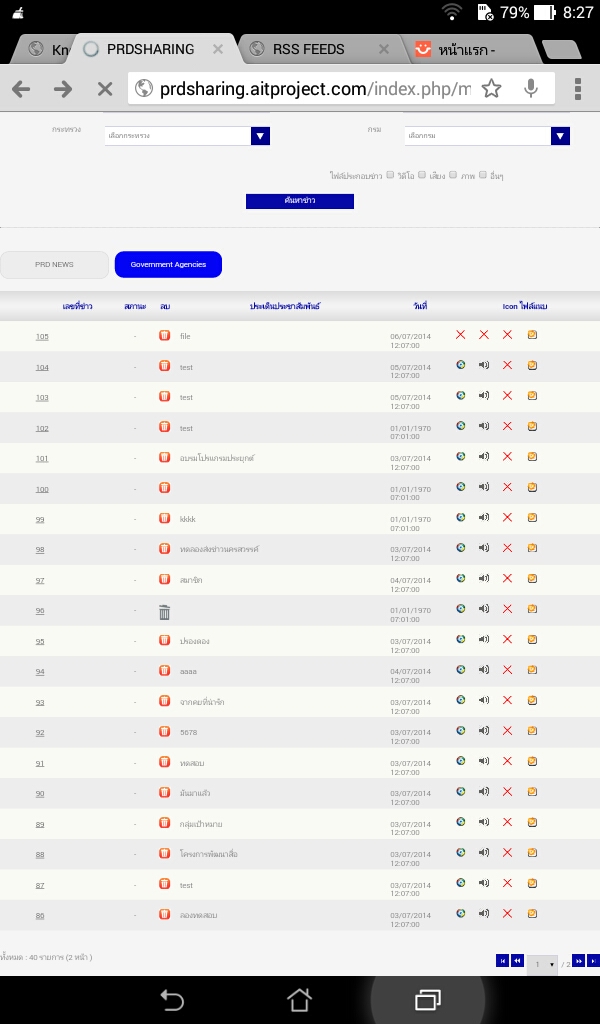 79% 8:27
Kn PRDSHARING RSS FEEDS หน้าแรก -
prdsharing.aitproject.com/index.php/m
กระทรวง เลือกกระทรวง กรม เลือกกรม
ไฟล์ประกอบข่าว วิดีโอ เสียง ภาพ อื่นๆ
ค้นหาข่าว
PRD NEWS Government Agencies
เลขที่ข่าว สถานะ ลบ ประเด็นประชาสัมพันธ์ วันที่ Icon ไฟล์แนบ
105 - file 06/07/2014
12:07:00
104 - test 05/07/2014
12:07:00
103 - test 05/07/2014
12:07:00
102 - test 01/01/1970
07:01:00
101 - อบรมโปรแกรมประยุกต์ 03/07/2014
12:07:00
100 - 01/01/1970
07:01:00
99 - kkkk 01/01/1970
07:01:00
98 - ทดลองส่งข่าวนครสวรรค์ 03/07/2014
12:07:00
97 - สมาชิก 04/07/2014
12:07:00
96 - 01/01/1970
07:01:00
95 - ปรองดอง 03/07/2014
12:07:00
94 - aaaa 04/07/2014
12:07:00
93 - จากคยที่น่ารัก 03/07/2014
12:07:00
92 - 5678 03/07/2014
12:07:00
91 - ทดสอบ 03/07/2014
12:07:00
90 - มันมาแล้ว 03/07/2014
12:07:00
89 - กลุ่มเป้าหมาย 03/07/2014
12:07:00
88 - โครงการพัฒนาสื่อ 03/07/2014
12:07:00
87 - test 03/07/2014
12:07:00
86 - ลองทดสอบ 03/07/2014
12:07:00
ทั้งหมด : 40 รายการ (2 หน้า ) 1 / 2